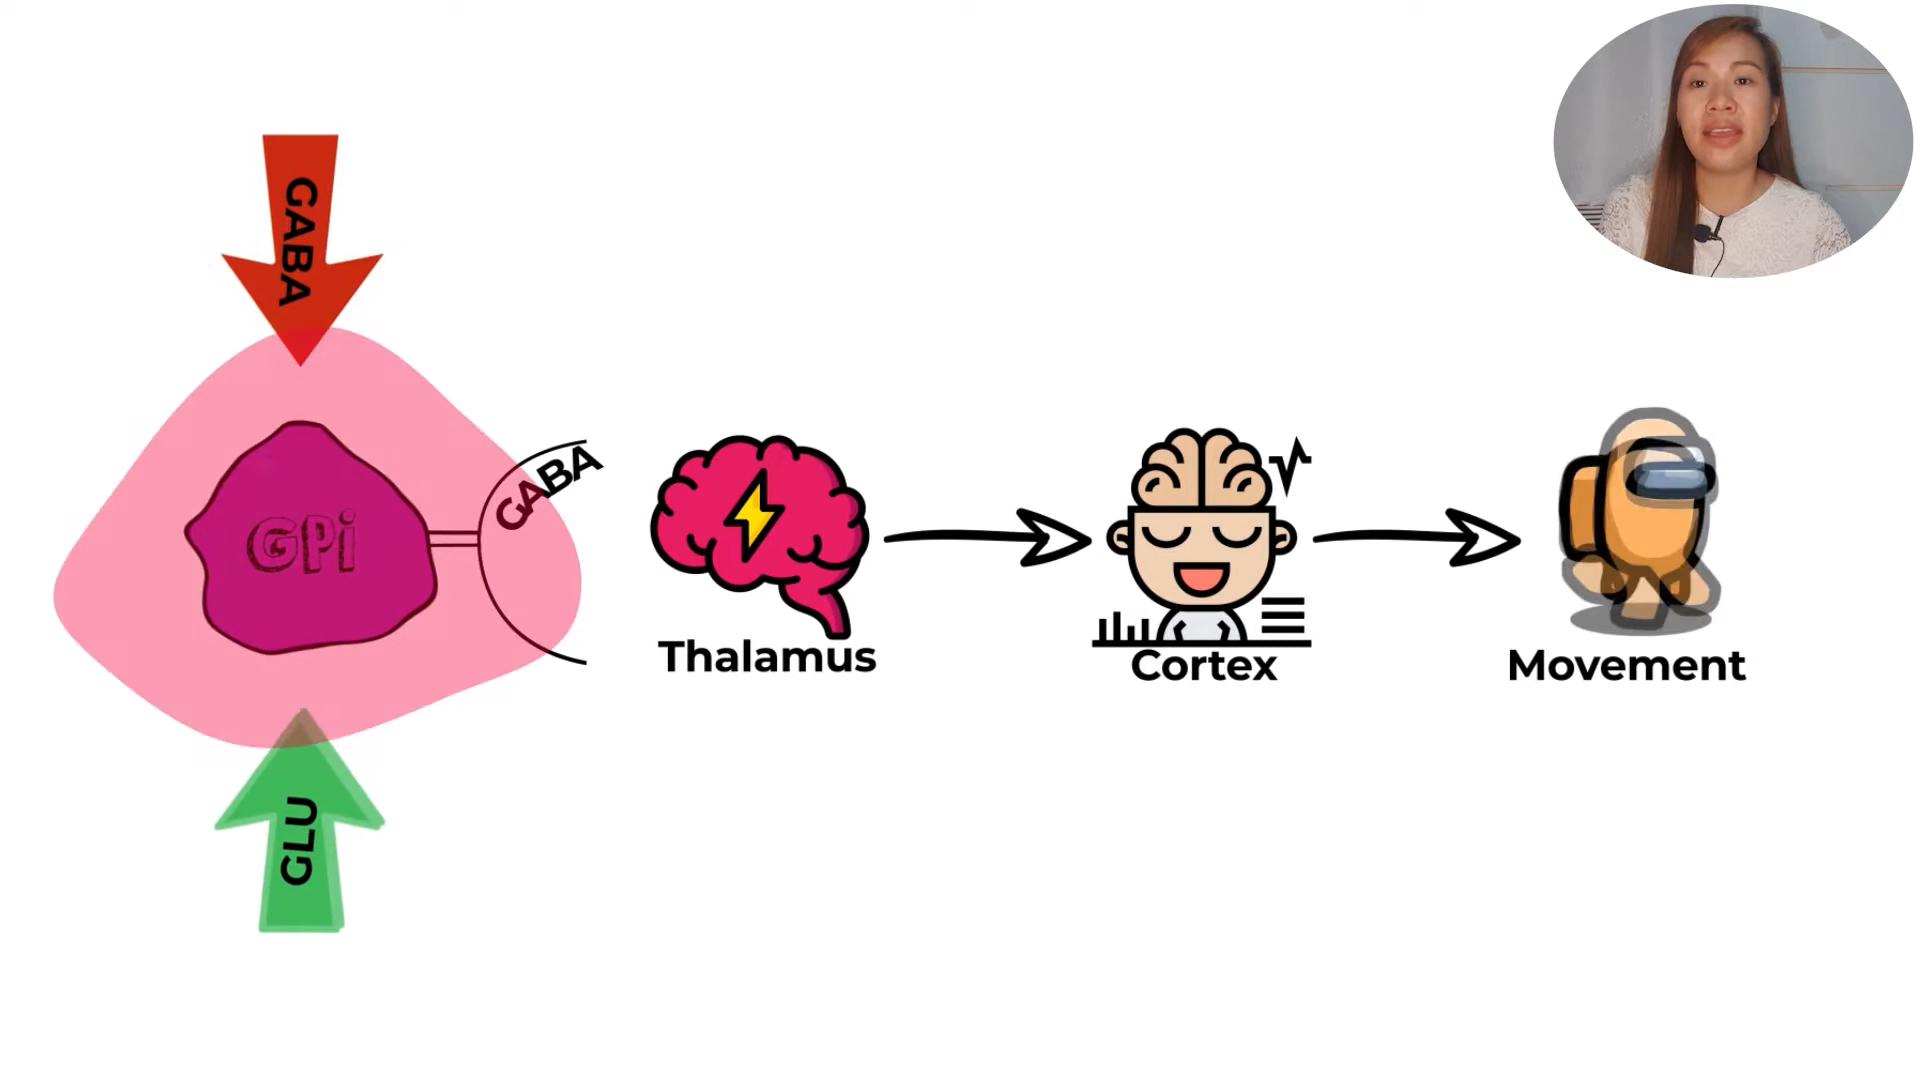 GABA
GPi
GABA
Thalamus
Cortex
Movement
GLU